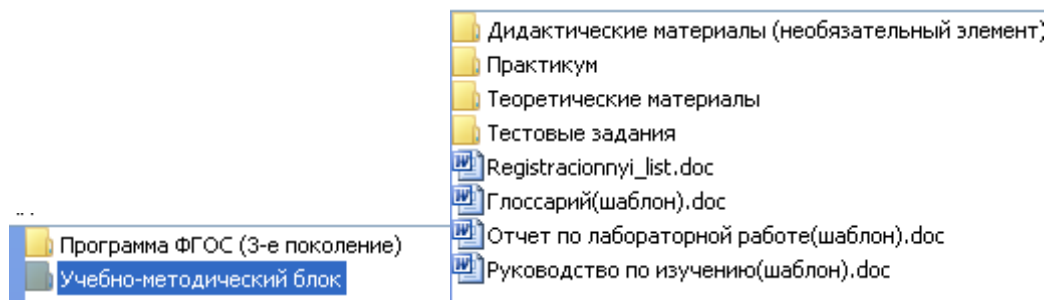 Дидактические материалы (необязательный элемент)
Практикум
Теоретические материалы
Тестовые задания
Registracionnyi_list.doc
Глоссарий(шаблон).doc
Отчет по лабораторной работе(шаблон).doc
Руководство по изучению(шаблон).doc
Программа ФГОС (3-е поколение)
Учебно-методический блок